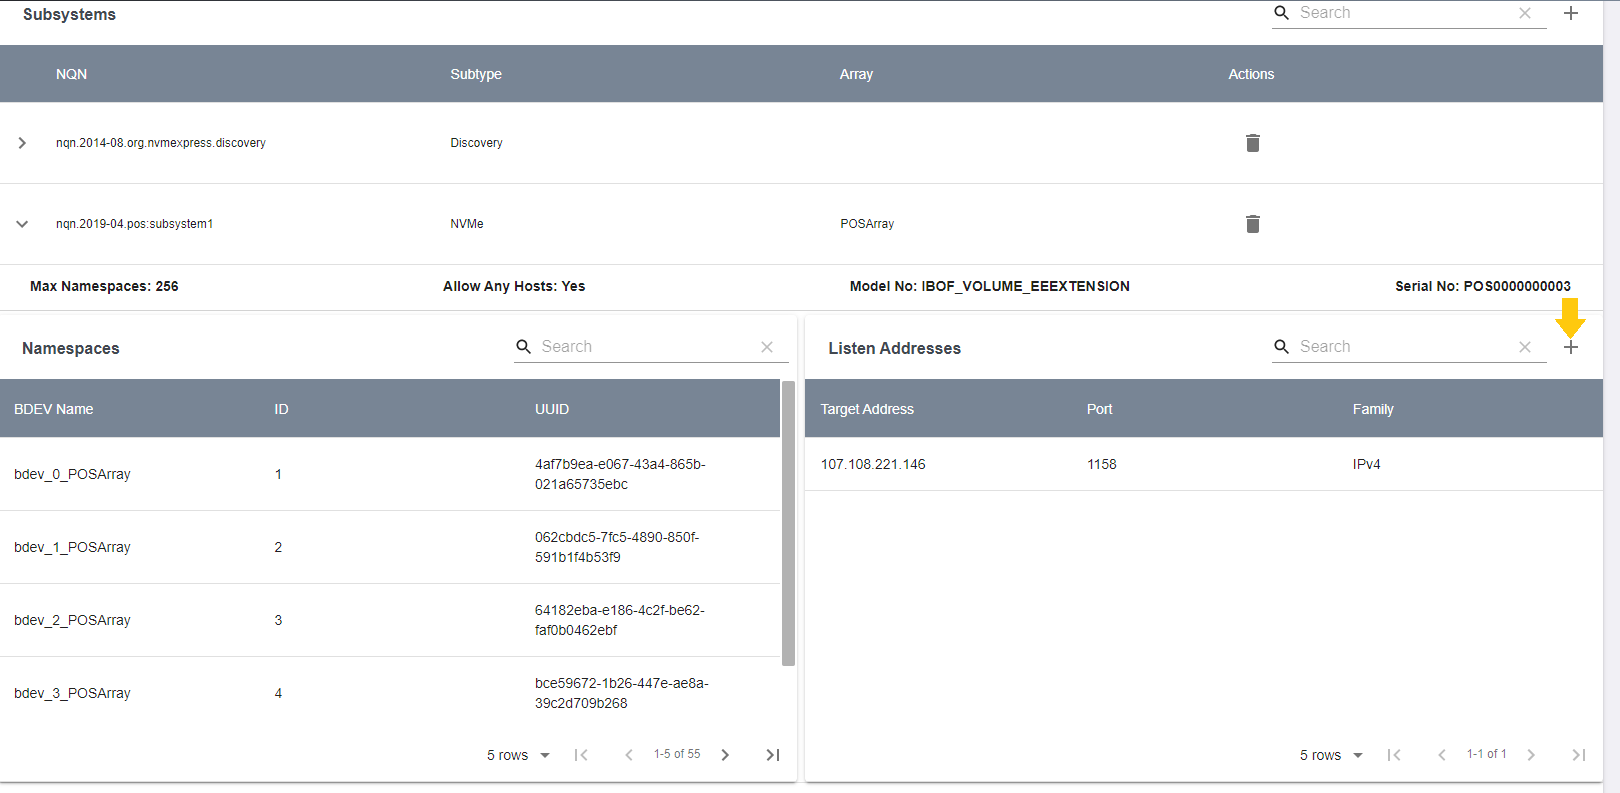 Subsystems
Search
NQN Subtype Array Actions
nqn.2014-08.org.nvmexpress.discovery Discovery
nqn.2019-04.pos:subsystem1 NVMe POSArray
Max Namespaces: 256 Allow Any Hosts: Yes Model No: IBOF_VOLUME_EEEXTENSION Serial No: POS0000000003
Namespaces
Search
BDEV Name ID UUID
bdev_0_POSArray 1 4af7b9ea-e067-43a4-865b-
021a65735ebc
bdev_1_POSArray 2 062cbdc5-7fc5-4890-850f-
591b1f4b53f9
bdev_2_POSArray 3 64182eba-e186-4c2f-be62-
faf0b0462ebf
bdev_3_POSArray 4 bce59672-1b26-447e-ae8a-
39c2d709b268
5 rows 1-5 of 55
Listen Addresses
Search
Target Address Port Family
107.108.221.146 1158 IPv4
5 rows 1-1 of 1